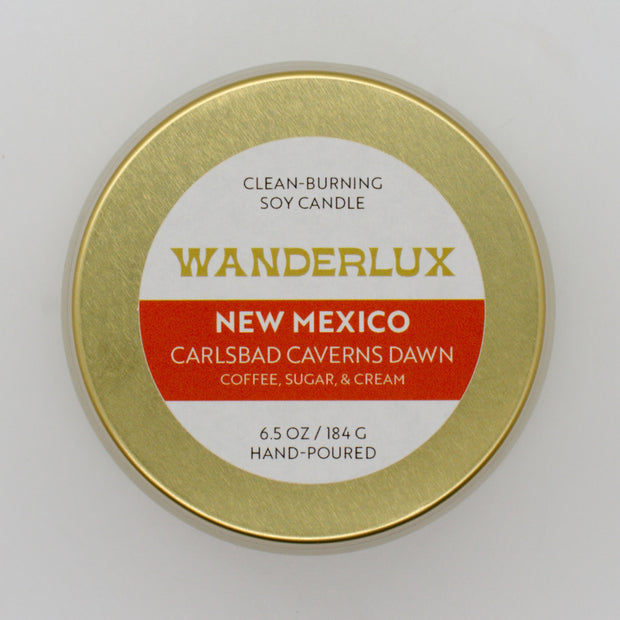 CLEAN-BURNING
SOY CANDLE
WANDERLUX
NEW MEXICO
CARLSBAD CAVERNS DAWN
COFFEE, SUGAR, & CREAM
6.5 OZ / 184 G
HAND-POURED